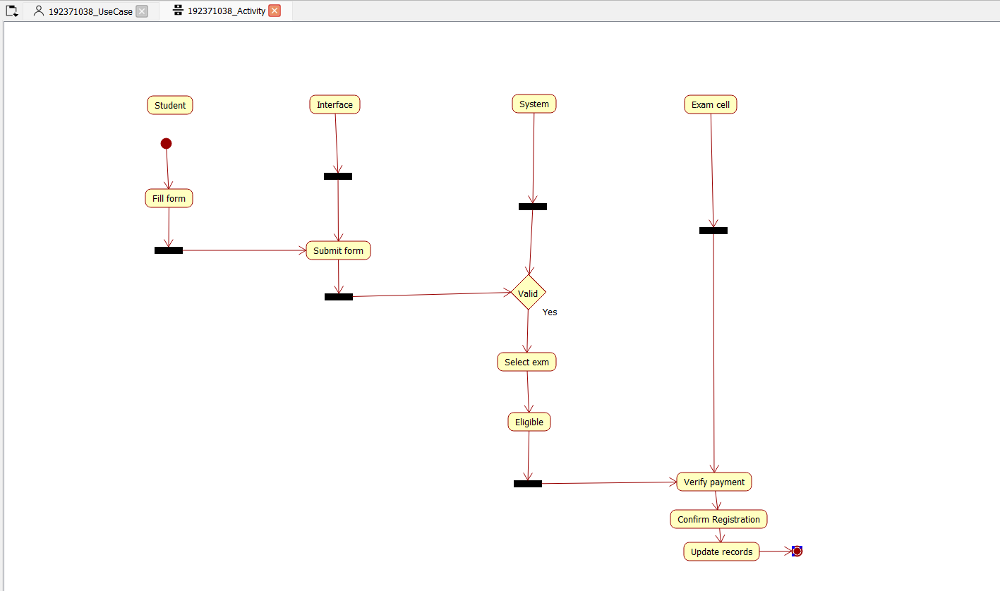 192371038_UseCase
192371038_Activity
Student
Interface
System
Exam cell
Fill form
Submit form
Valid
Yes
Select exm
Eligible
Verify payment
Confirm Registration
Update records